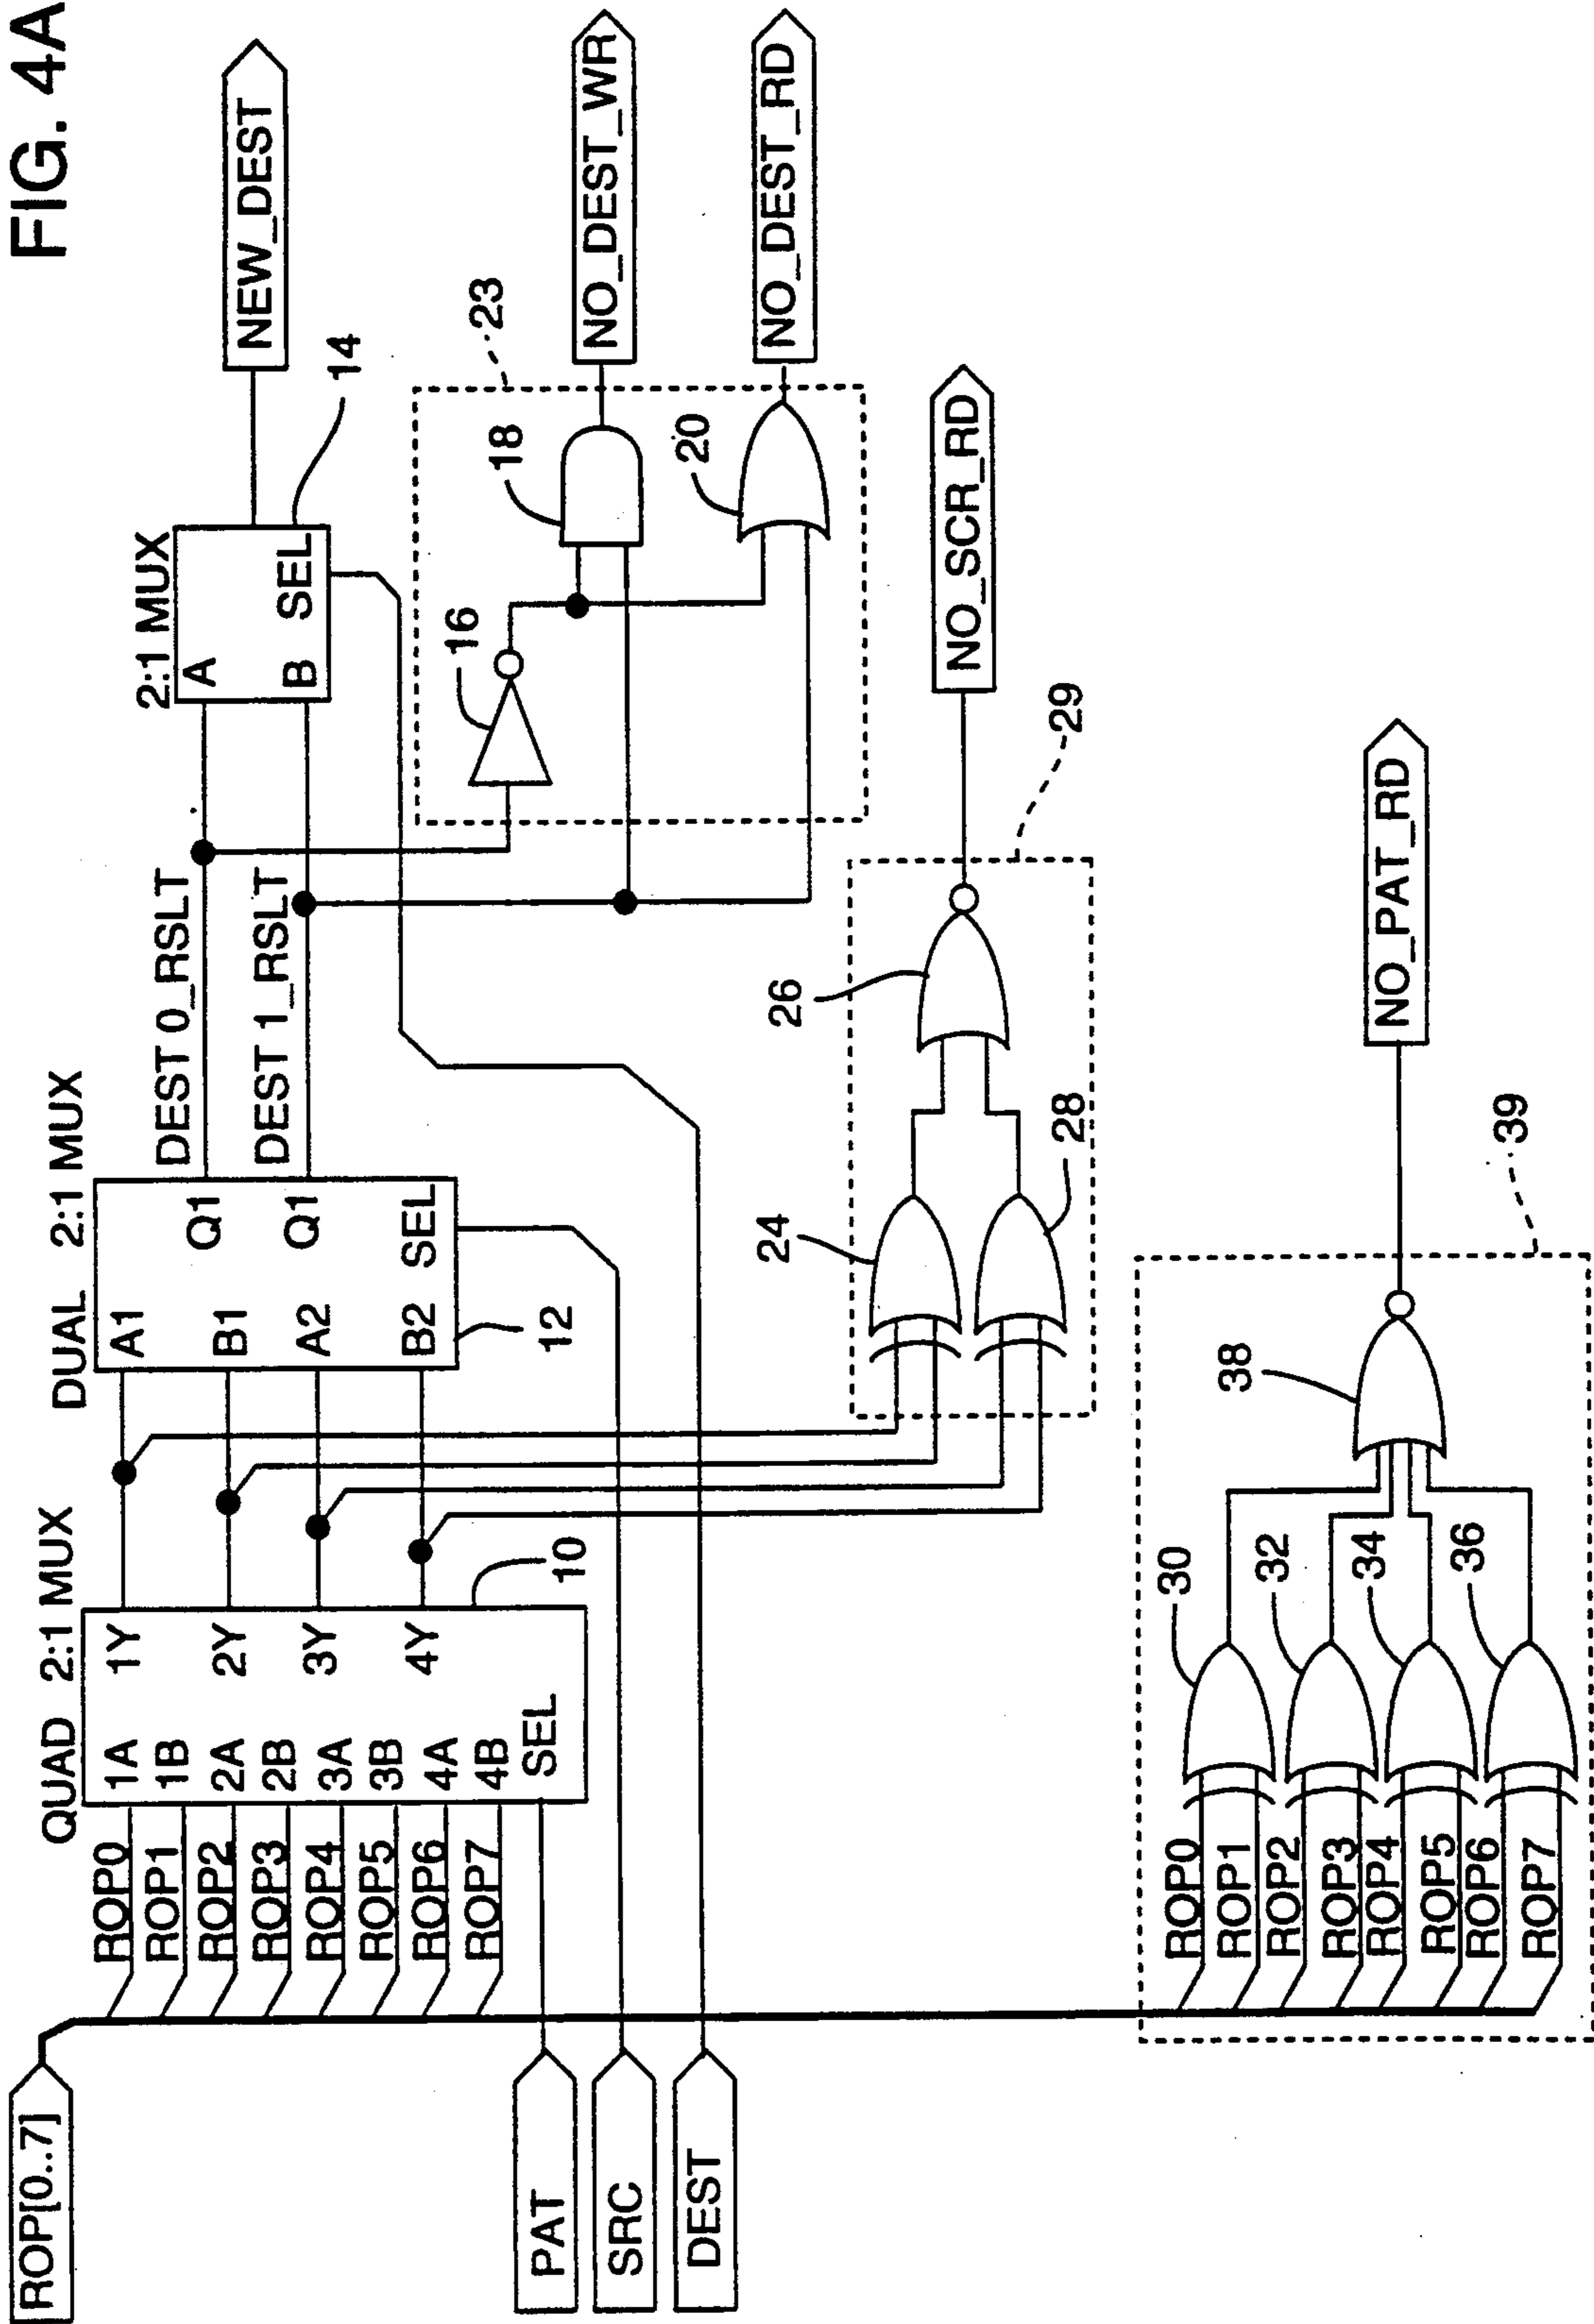 FIG. 4A
ROP[0..7]
QUAD 2:1 MUX
ROP0 1A 1Y
ROP1 1B
ROP2 2A 2Y
ROP3 2B
ROP4 3A 3Y
ROP5 3B
ROP6 4A 4Y
ROP7 4B
SEL
10
DUAL 2:1 MUX
A1 Q1
B1
A2 Q1
B2 SEL
12
DEST 0_RSLT
DEST 1_RSLT
2:1 MUX
A
B SEL
14
NEW_DEST
PAT
SRC
DEST
16
18
20
23
NO_DEST_WR
NO_DEST_RD
24
26
28
29
NO_SCR_RD
ROP0
ROP1
ROP2
ROP3
ROP4
ROP5
ROP6
ROP7
30
32
34
36
38
39
NO_PAT_RD